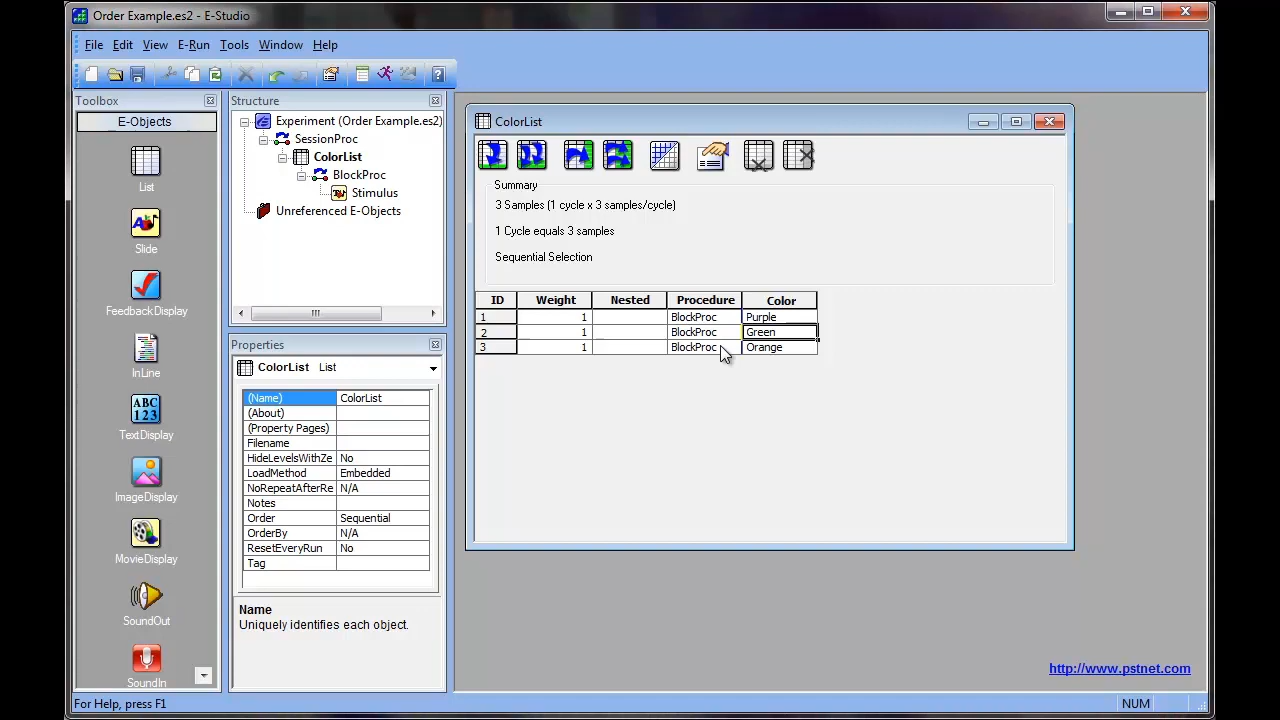 Order Example.es2 - E-Studio
File Edit View E-Run Tools Window Help
Toolbox
E-Objects
List
Slide
FeedbackDisplay
InLine
ABC
123
TextDisplay
ImageDisplay
MovieDisplay
SoundOut
SoundIn
Structure
Experiment (Order Example.es2)
SessionProc
ColorList
BlockProc
Stimulus
Unreferenced E-Objects
Properties
ColorList List
(Name) ColorList
(About)
(Property Pages)
Filename
HideLevelsWithZe No
LoadMethod Embedded
NoRepeatAfterRe N/A
Notes
Order Sequential
OrderBy N/A
ResetEveryRun No
Tag
Name
Uniquely identifies each object.
ColorList
Summary
3 Samples (1 cycle x 3 samples/cycle)
1 Cycle equals 3 samples
Sequential Selection
ID Weight Nested Procedure Color
1 1 BlockProc Purple
2 1 BlockProc Green
3 1 BlockProc Orange
http://www.pstnet.com
For Help, press F1 NUM